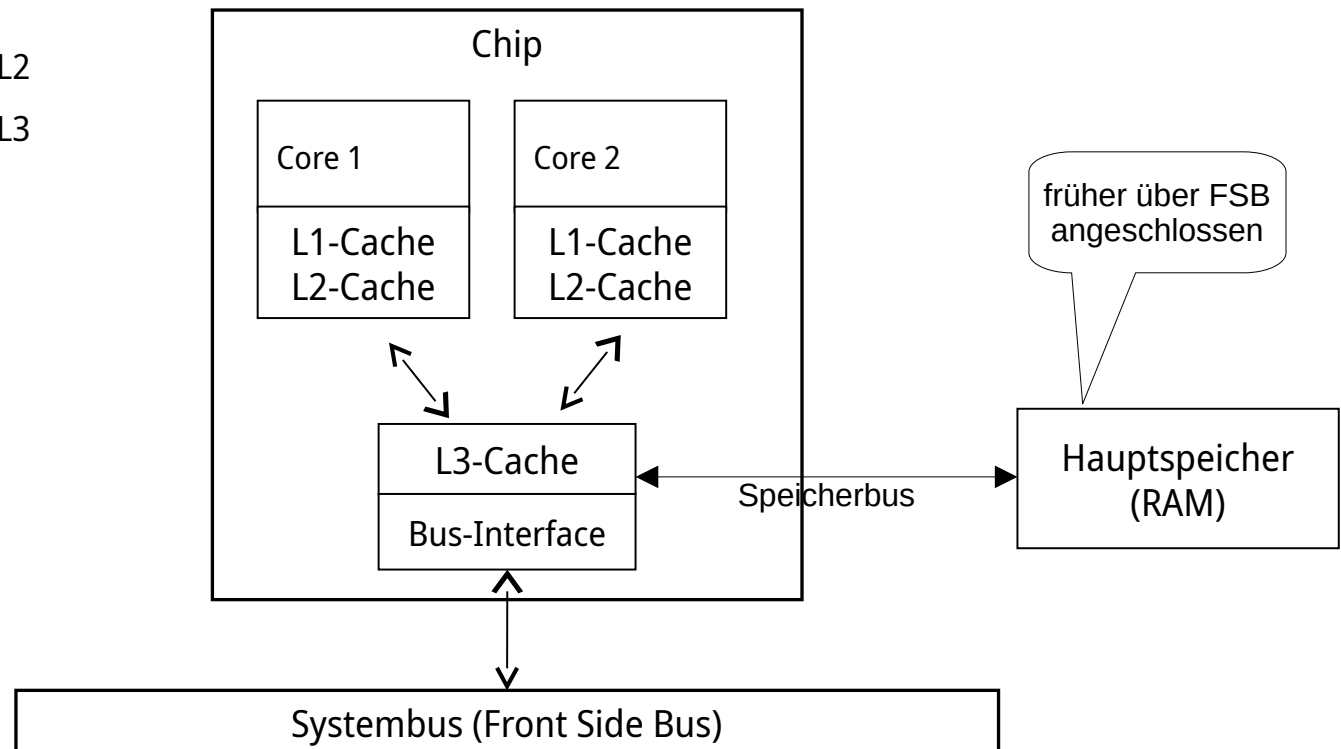 L2
L3
Chip
Core 1
Core 2
L1-Cache
L2-Cache
L1-Cache
L2-Cache
früher über FSB
angeschlossen
L3-Cache
Bus-Interface
Speicherbus
Hauptspeicher
(RAM)
Systembus (Front Side Bus)